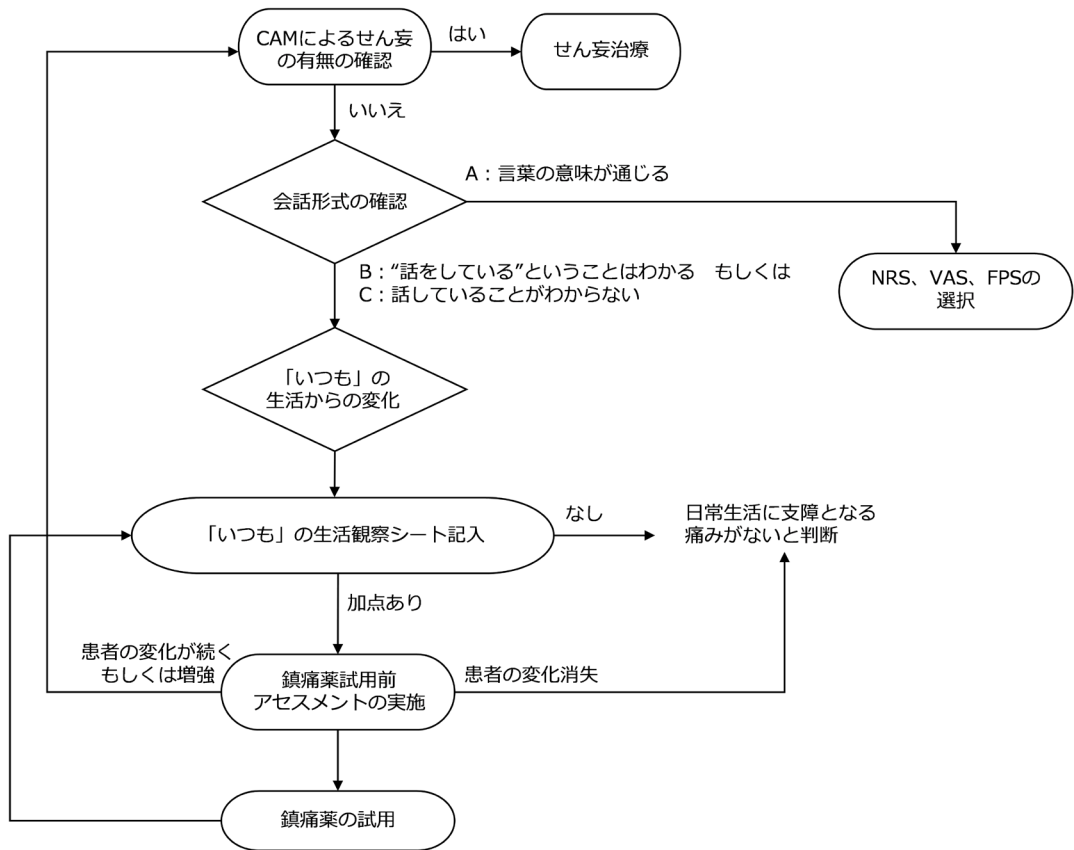 CAMによるせん妄
の有無の確認
はい
せん妄治療
いいえ
A：言葉の意味が通じる
会話形式の確認
B：“話をしている”ということはわかる　もしくは
C：話していることがわからない
NRS、VAS、FPSの
選択
「いつも」の
生活からの変化
「いつも」の生活観察シート記入
なし
日常生活に支障となる
痛みがないと判断
加点あり
患者の変化が続く
もしくは増強
鎮痛薬試用前
アセスメントの実施
患者の変化消失
鎮痛薬の試用